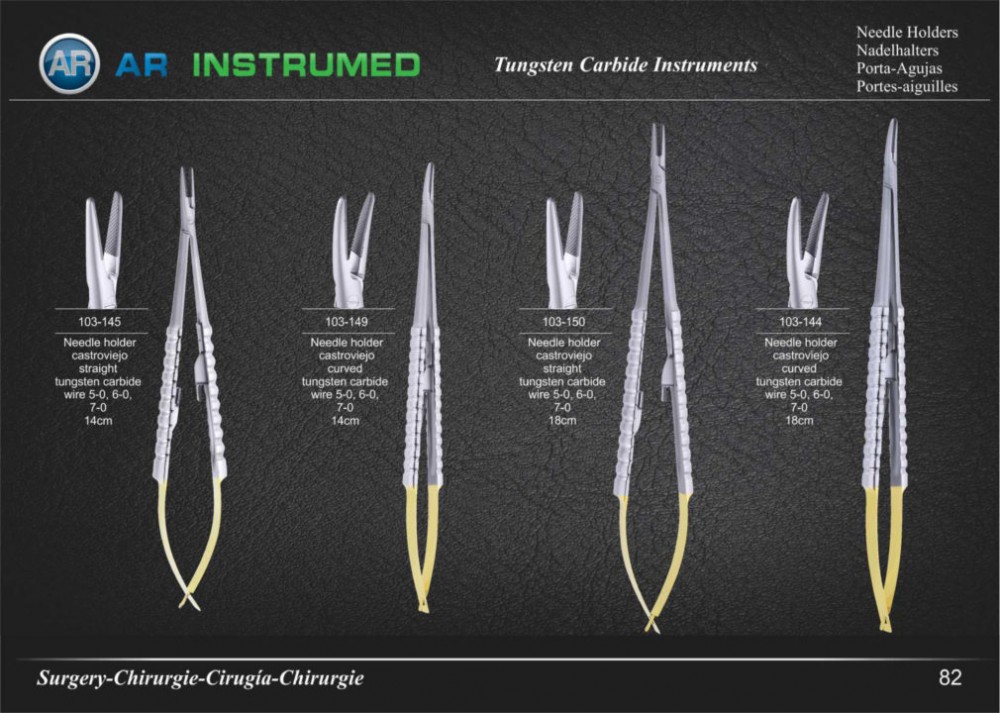 AR AR INSTRUMED
Tungsten Carbide Instruments
Needle Holders
Nadelhalters
Porta-Agujas
Portes-aiguilles
103-145
Needle holder
castroviejo
straight
tungsten carbide
wire 5-0, 6-0,
7-0
14cm
103-149
Needle holder
castroviejo
curved
tungsten carbide
wire 5-0, 6-0,
7-0
14cm
103-150
Needle holder
castroviejo
straight
tungsten carbide
wire 5-0, 6-0,
7-0
18cm
103-144
Needle holder
castroviejo
curved
tungsten carbide
wire 5-0, 6-0,
7-0
18cm
Surgery-Chirurgie-Cirugía-Chirurgie
82